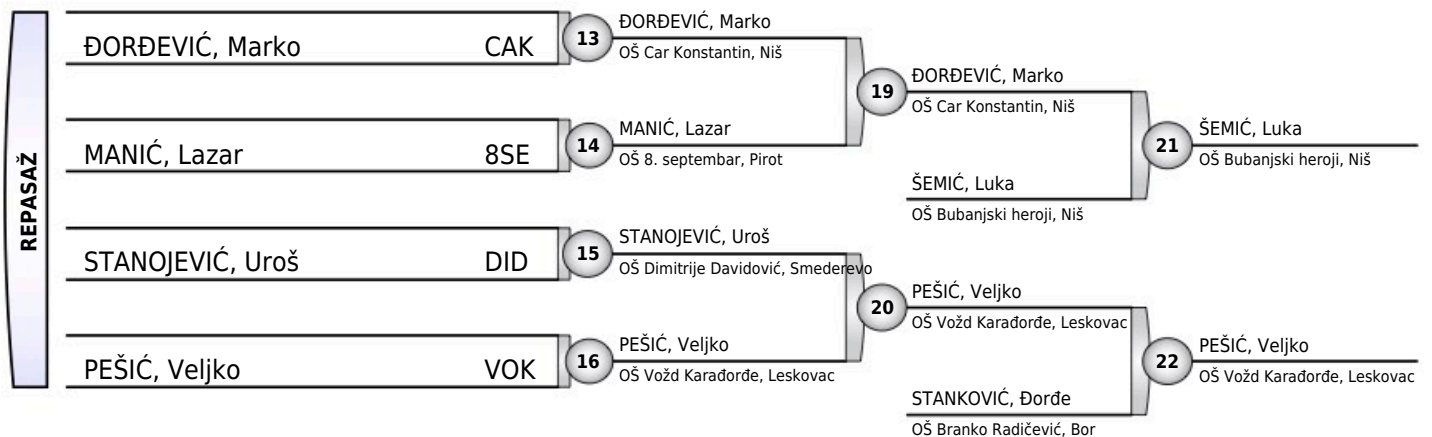 REPASAŽ
ĐORĐEVIĆ, Marko CAK
13
ĐORĐEVIĆ, Marko
OŠ Car Konstantin, Niš
MANIĆ, Lazar 8SE
14
MANIĆ, Lazar
OŠ 8. septembar, Pirot
STANOJEVIĆ, Uroš DID
15
STANOJEVIĆ, Uroš
OŠ Dimitrije Davidović, Smederevo
PEŠIĆ, Veljko VOK
16
PEŠIĆ, Veljko
OŠ Vožd Karađorđe, Leskovac
19
ĐORĐEVIĆ, Marko
OŠ Car Konstantin, Niš
ŠEMIĆ, Luka
OŠ Bubanjski heroji, Niš
20
PEŠIĆ, Veljko
OŠ Vožd Karađorđe, Leskovac
STANKOVIĆ, Đorđe
OŠ Branko Radičević, Bor
21
ŠEMIĆ, Luka
OŠ Bubanjski heroji, Niš
22
PEŠIĆ, Veljko
OŠ Vožd Karađorđe, Leskovac